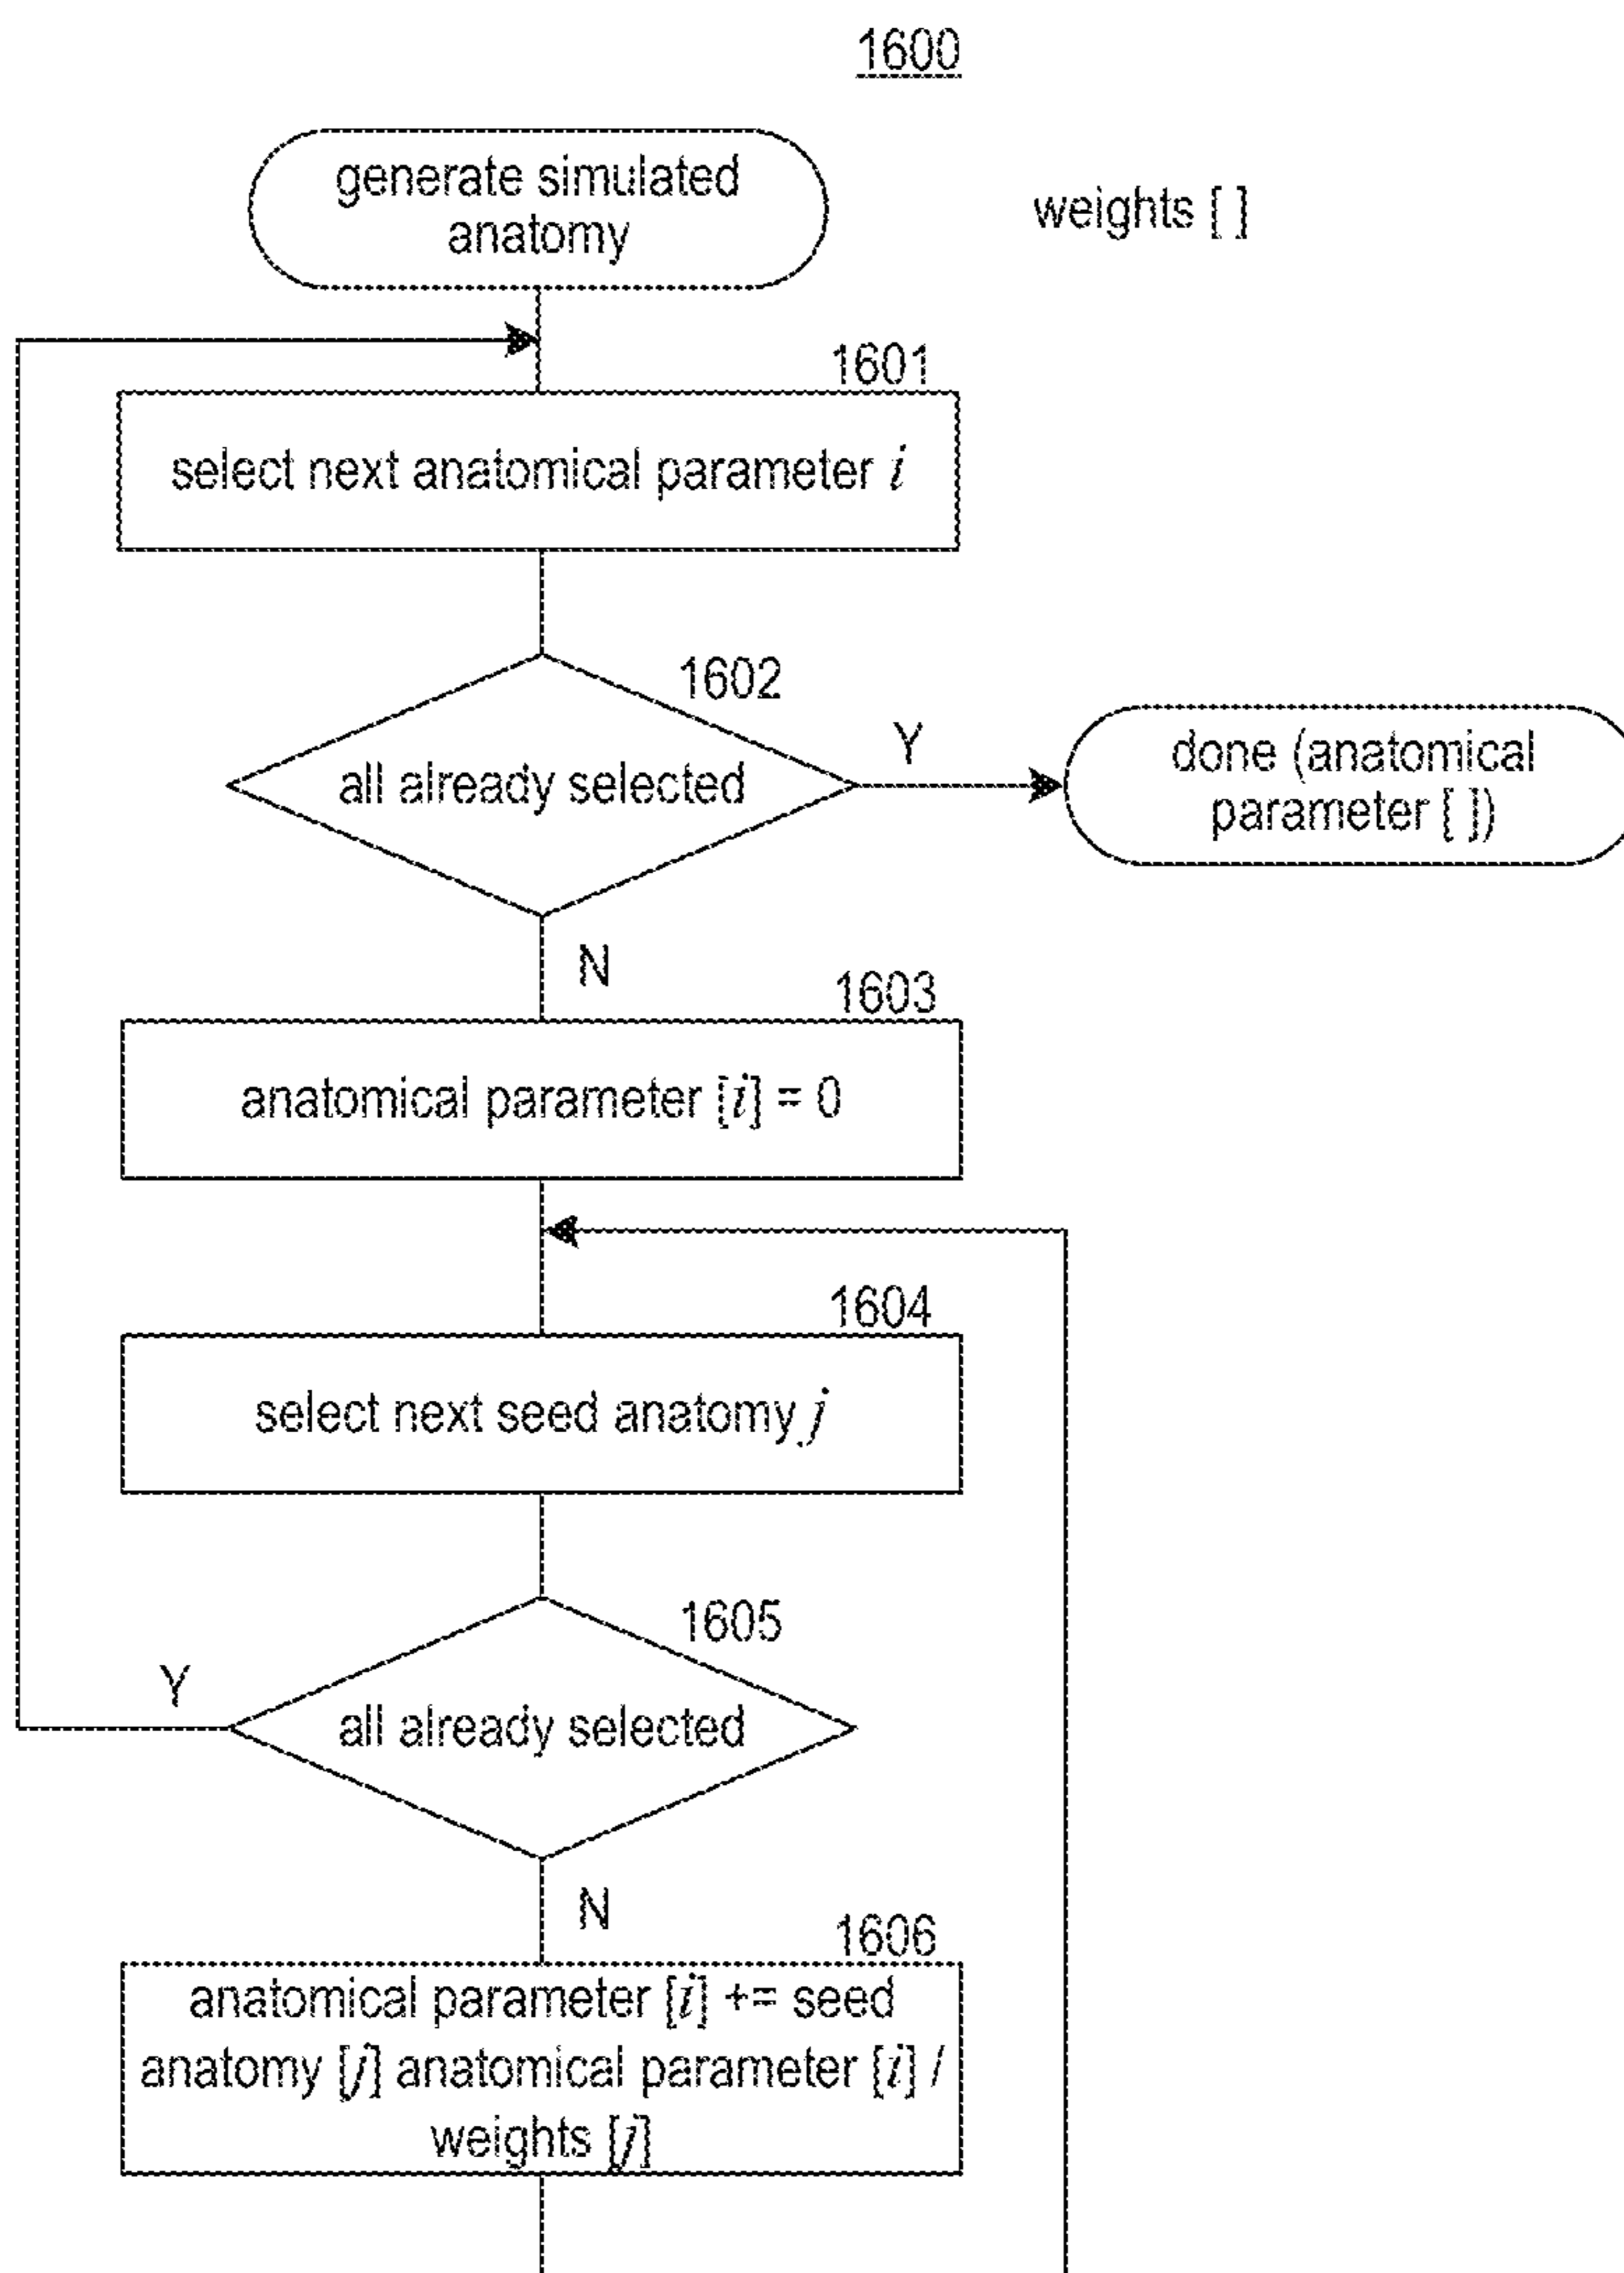 1600
generate simulated
anatomy
weights [ ]
1601
select next anatomical parameter i
1602
all already selected
Y
done (anatomical
parameter [ ])
N
1603
anatomical parameter [i] = 0
1604
select next seed anatomy j
1605
Y
all already selected
N
1606
anatomical parameter [i] += seed
anatomy [j] anatomical parameter [i] /
weights [j]